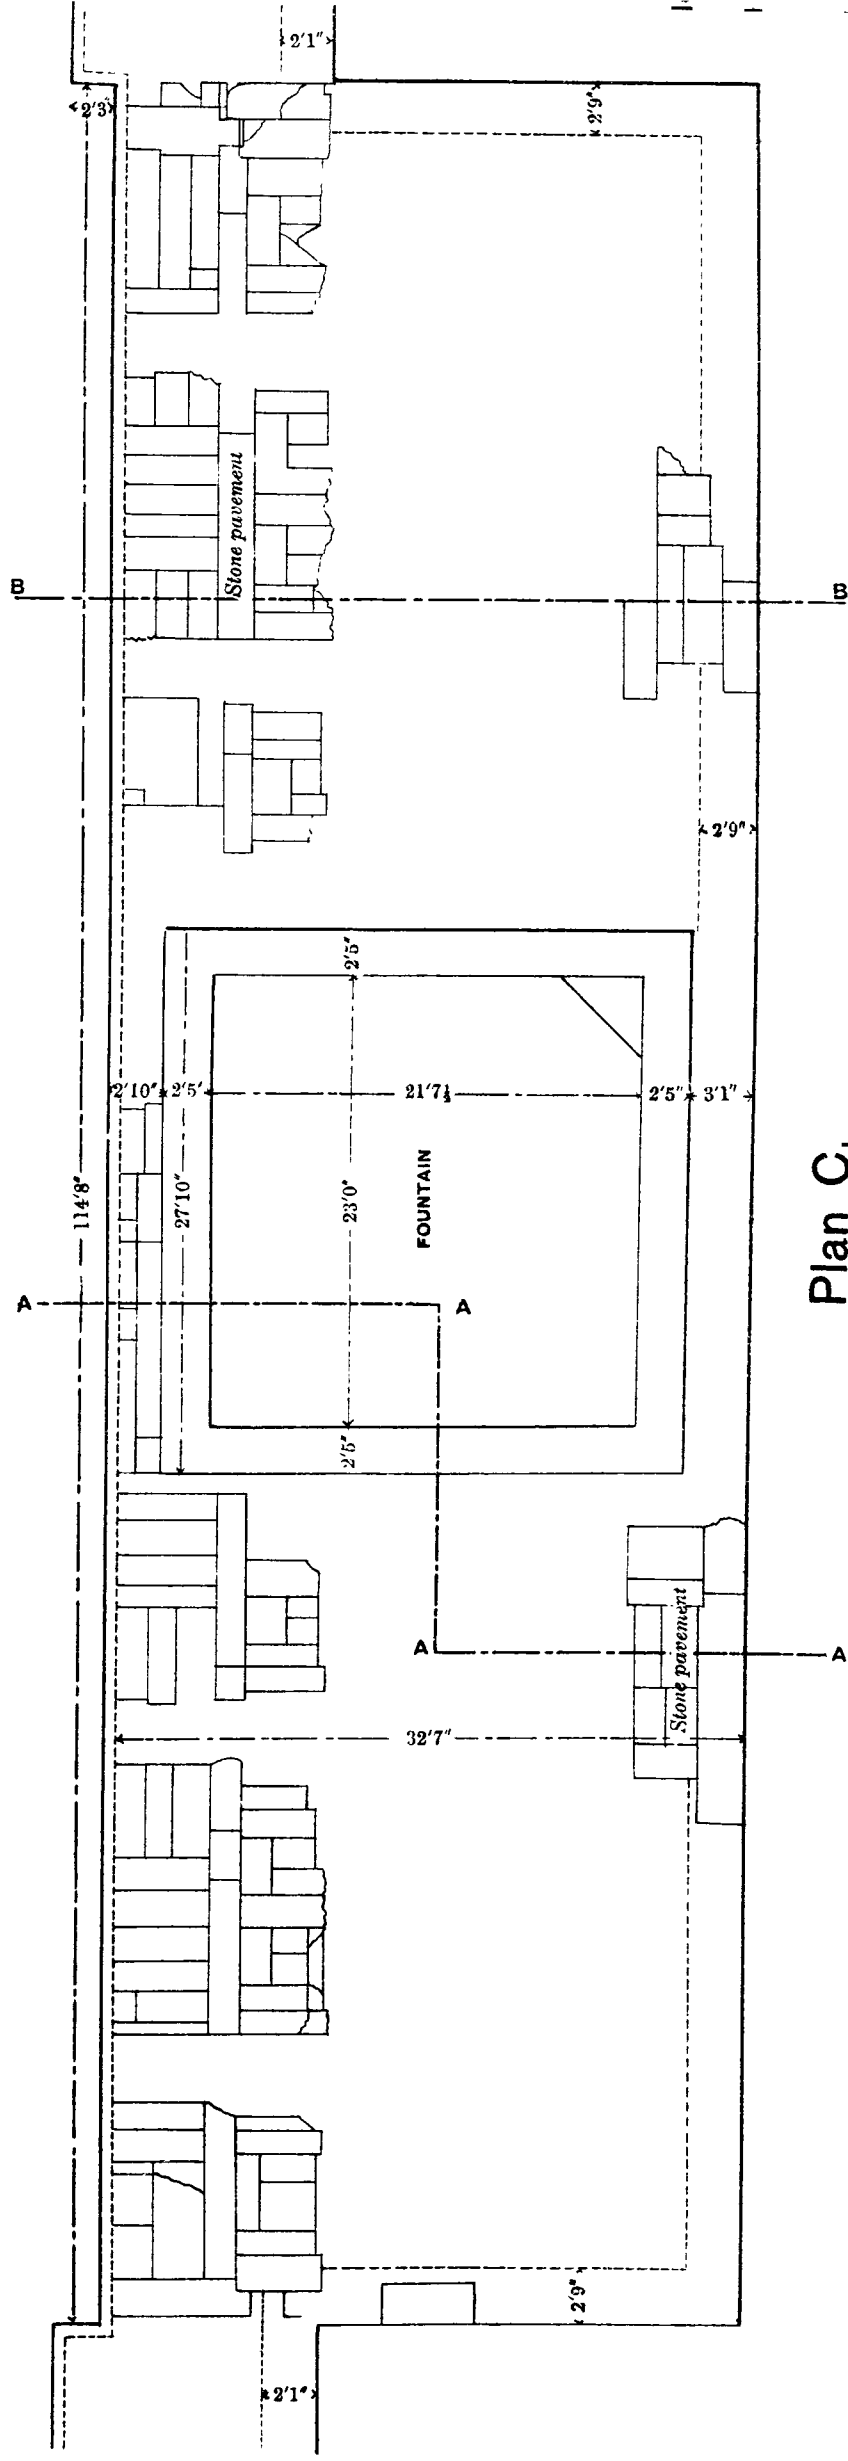 2'1"
2'3"
2'9"
Stone pavement
B
B
2'9"
2'5"
2'10"
2'5'
21'7½
2'5"
3'1"
114'8"
27'10"
23'0"
FOUNTAIN
Plan C.
A
A
2'5"
Stone pavement
A
A
32'7"
2'9"
2'1"